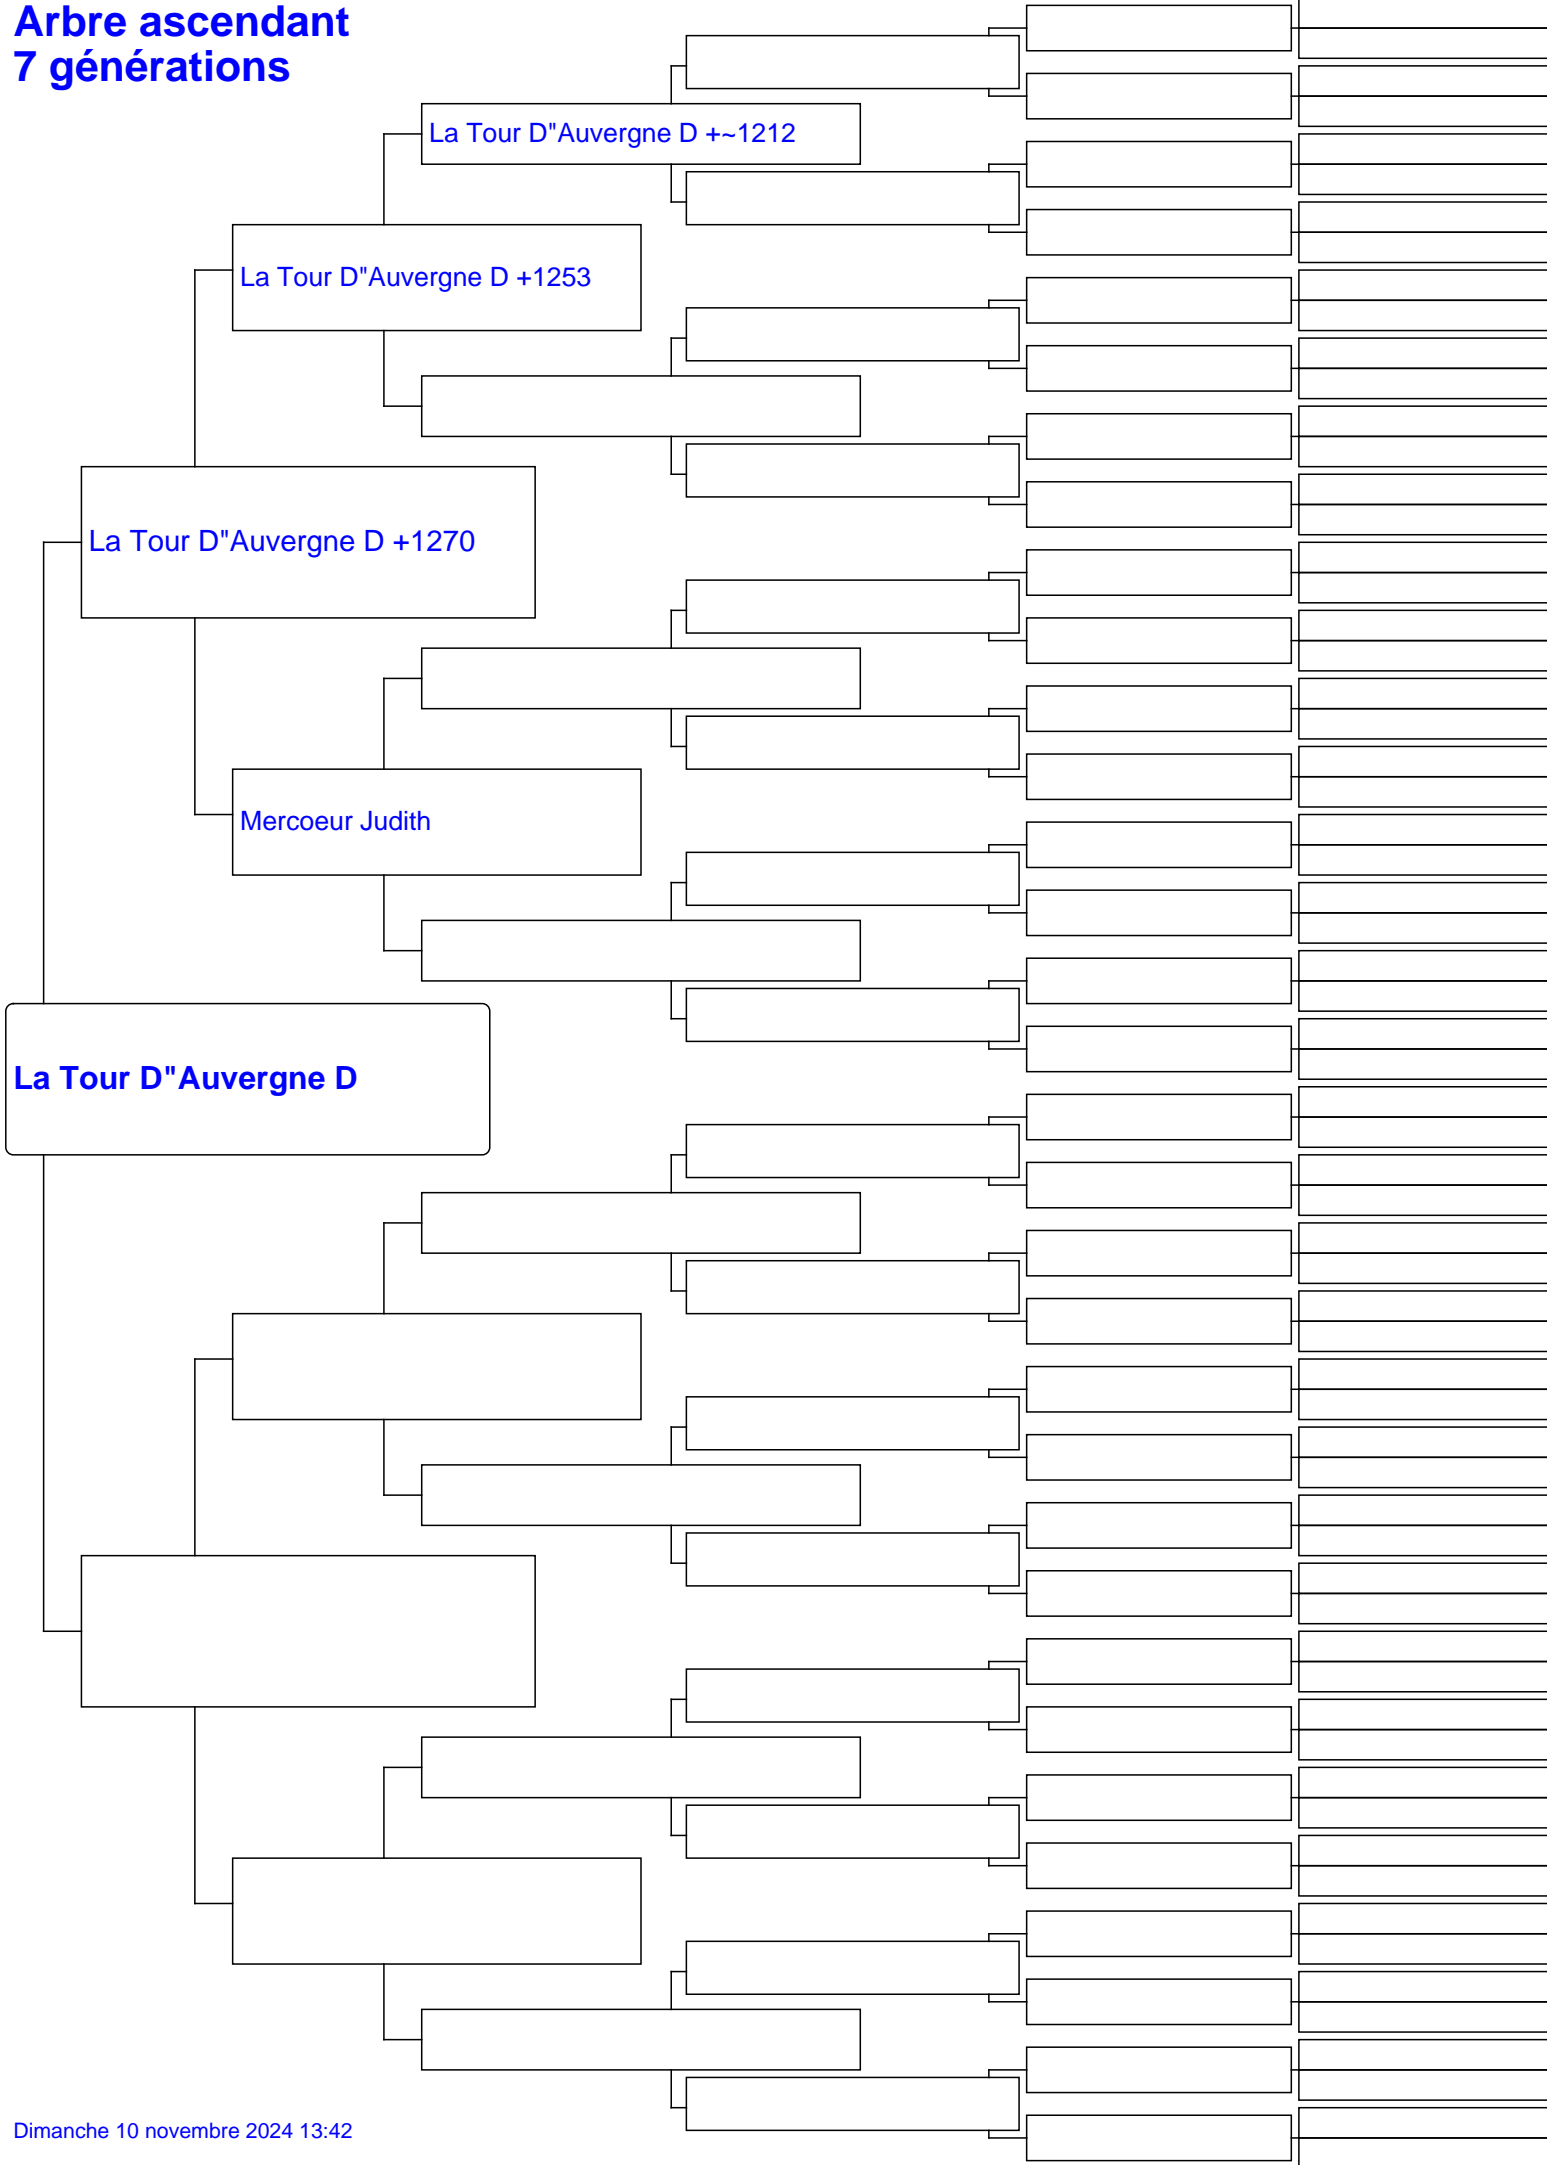 Arbre ascendant
7 générations
La Tour D"Auvergne D +~1212
La Tour D"Auvergne D +1253
La Tour D"Auvergne D +1270
Mercoeur Judith
La Tour D"Auvergne D
Dimanche 10 novembre 2024 13:42